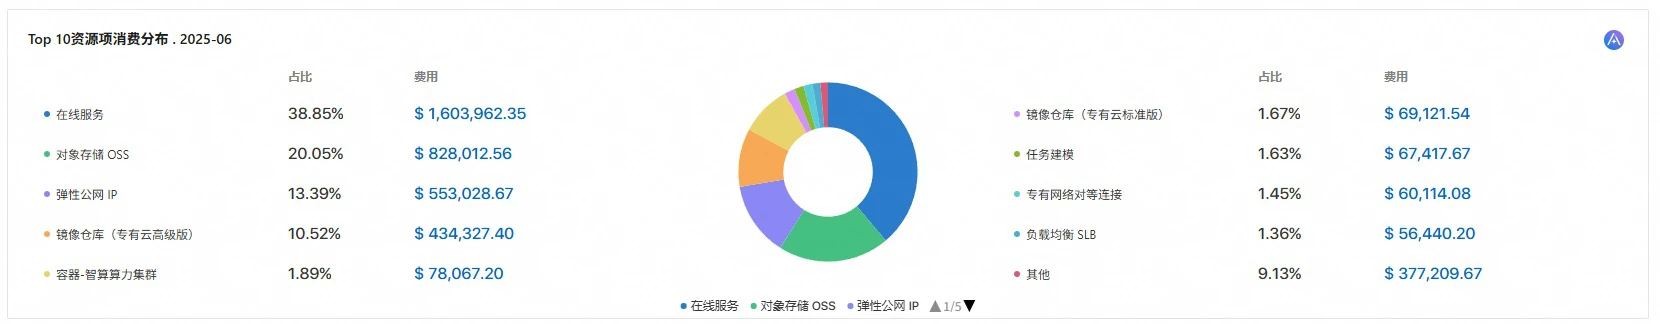 Top 10资源项消费分布 . 2025-06
占比 费用
在线服务 38.85% $ 1,603,962.35
对象存储 OSS 20.05% $ 828,012.56
弹性公网 IP 13.39% $ 553,028.67
镜像仓库（专有云高级版） 10.52% $ 434,327.40
容器-智算算力集群 1.89% $ 78,067.20
占比 费用
镜像仓库（专有云标准版） 1.67% $ 69,121.54
任务建模 1.63% $ 67,417.67
专有网络对等连接 1.45% $ 60,114.08
负载均衡 SLB 1.36% $ 56,440.20
其他 9.13% $ 377,209.67
在线服务 对象存储 OSS 弹性公网 IP 1/5